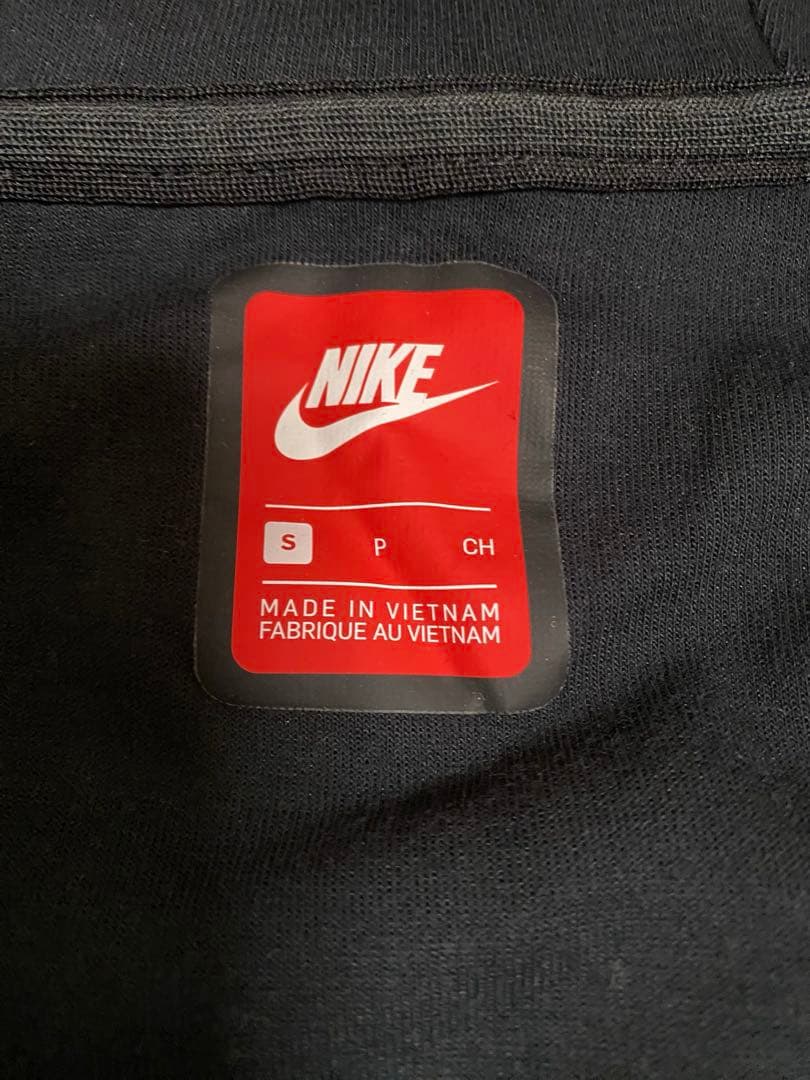 NIKE
S P CH
MADE IN VIETNAM
FABRIQUE AU VIETNAM